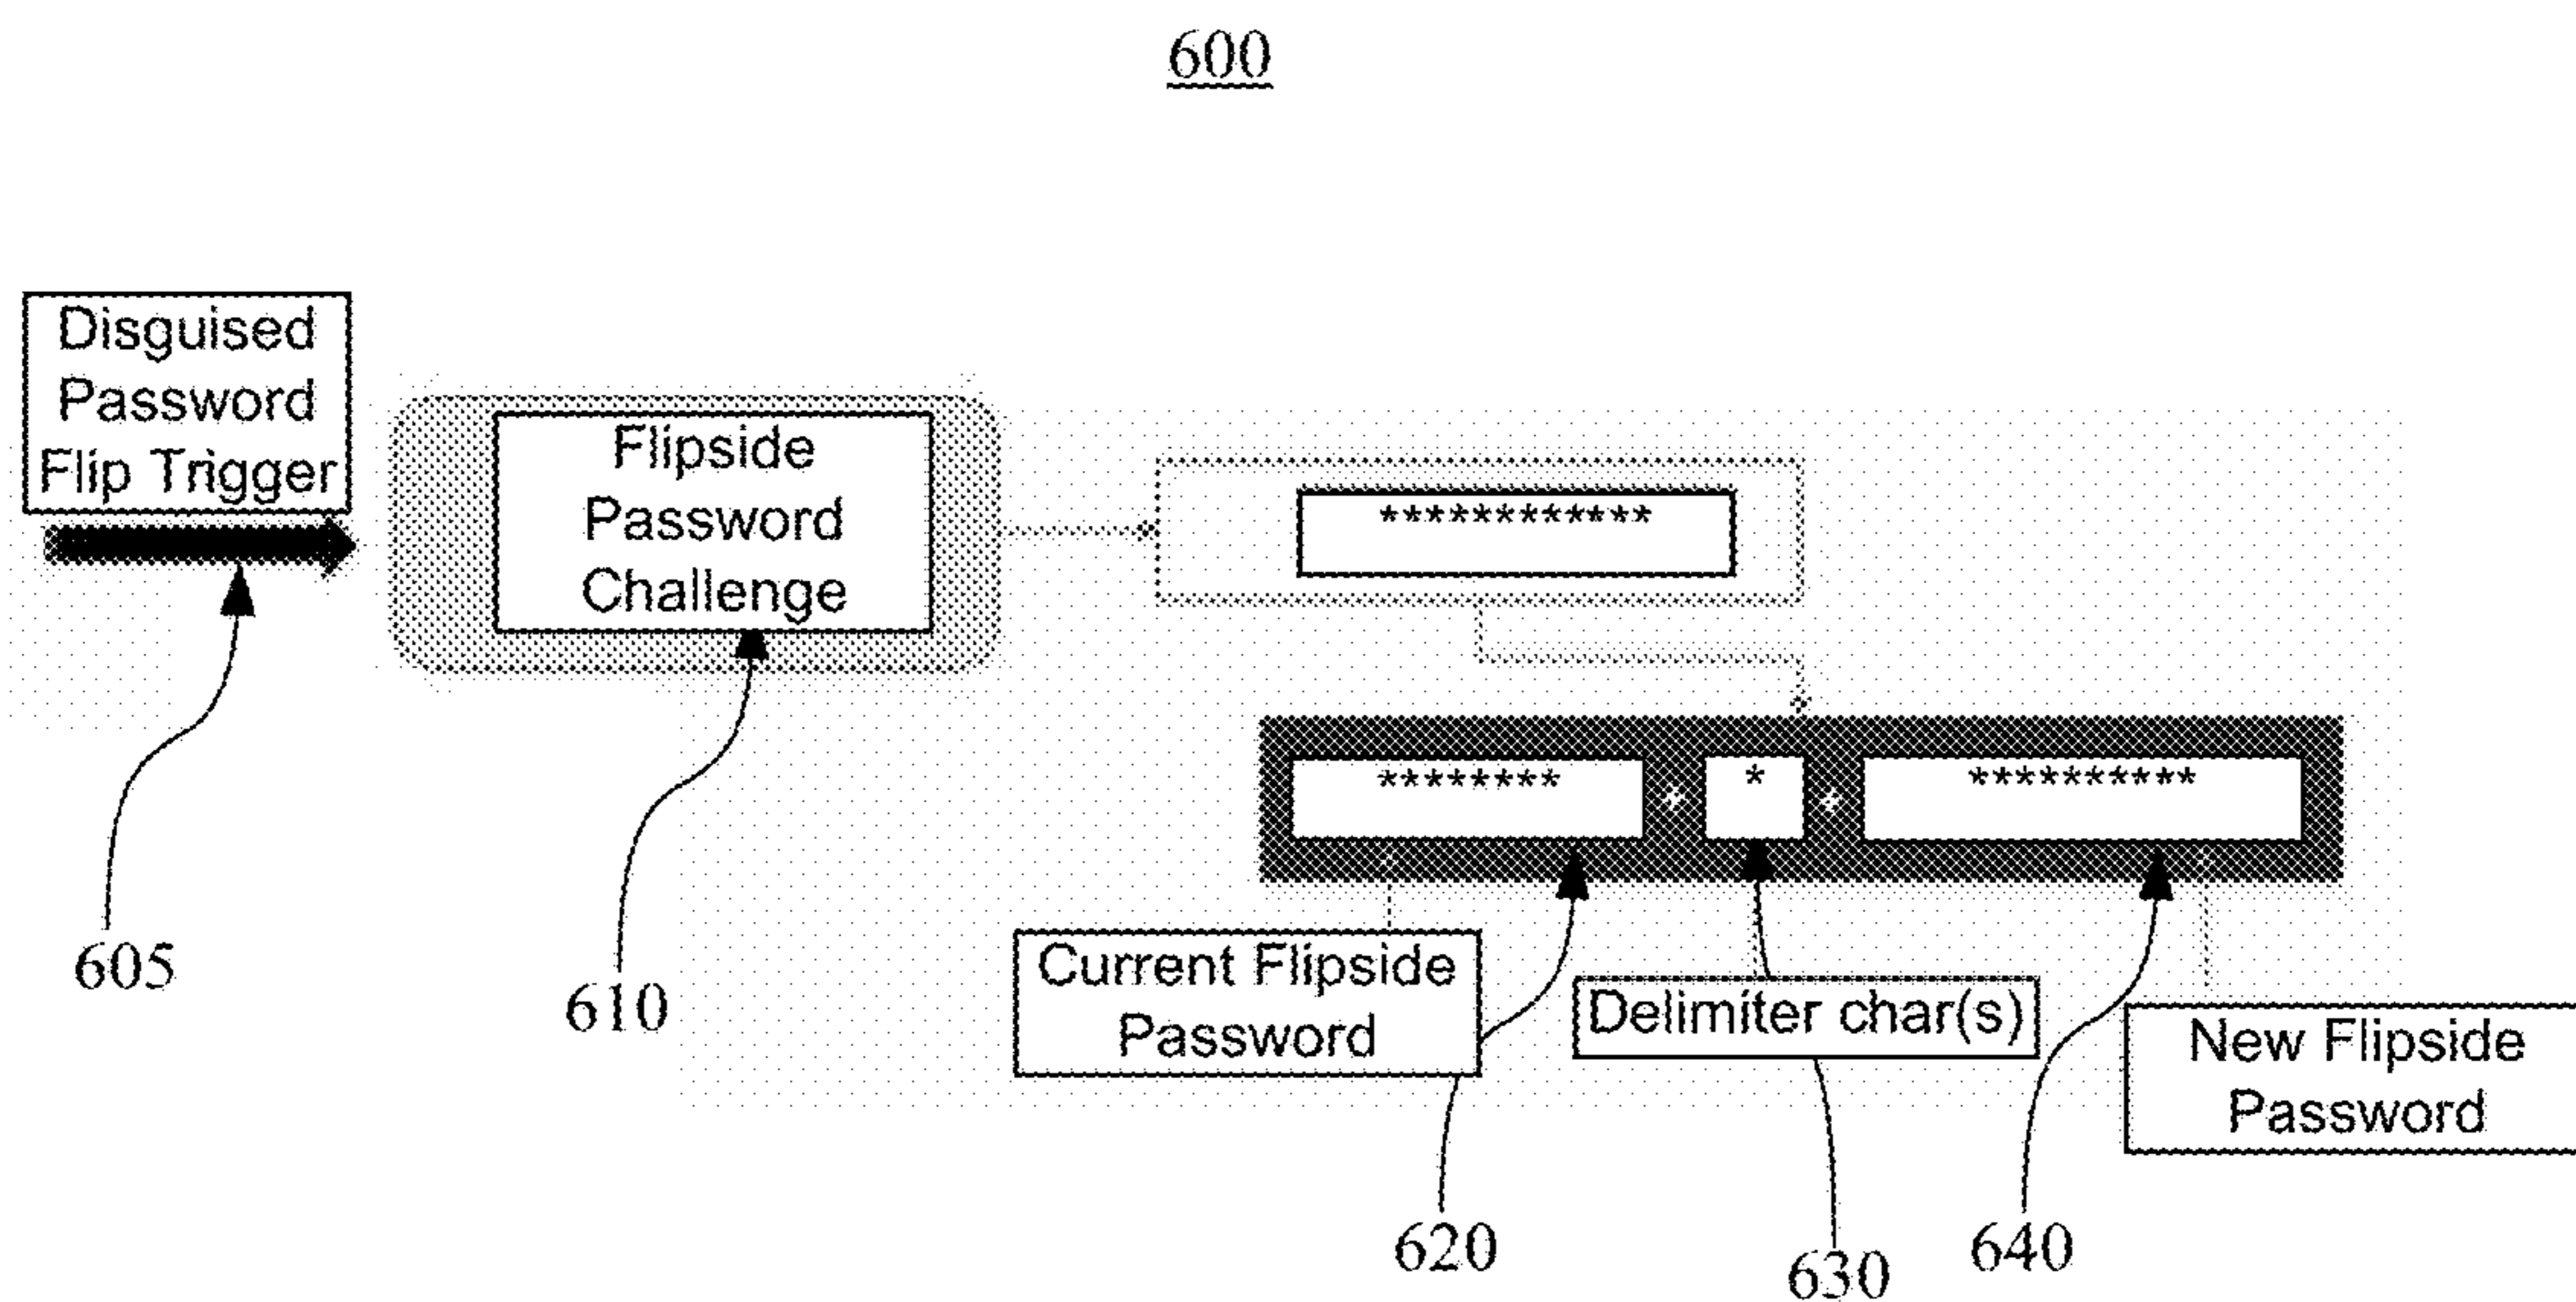 600
Disguised
Password
Flip Trigger
Flipside
Password
Challenge
************
******** + * + **********
Current Flipside
Password
Delimiter char(s)
New Flipside
Password
605
610
620
630
640